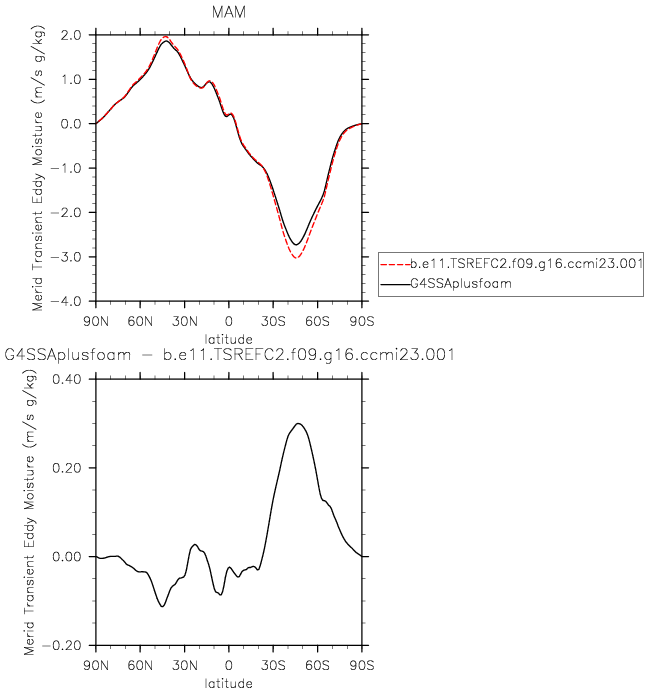 MAM
Merid Transient Eddy Moisture (m/s g/kg)
2.0
1.0
0.0
-1.0
-2.0
-3.0
-4.0
90N 60N 30N 0 30S 60S 90S
latitude
b.e11.TSREFC2.f09.g16.ccmi23.001
G4SSAplusfoam
G4SSAplusfoam - b.e11.TSREFC2.f09.g16.ccmi23.001
Merid Transient Eddy Moisture (m/s g/kg)
0.40
0.20
0.00
-0.20
90N 60N 30N 0 30S 60S 90S
latitude